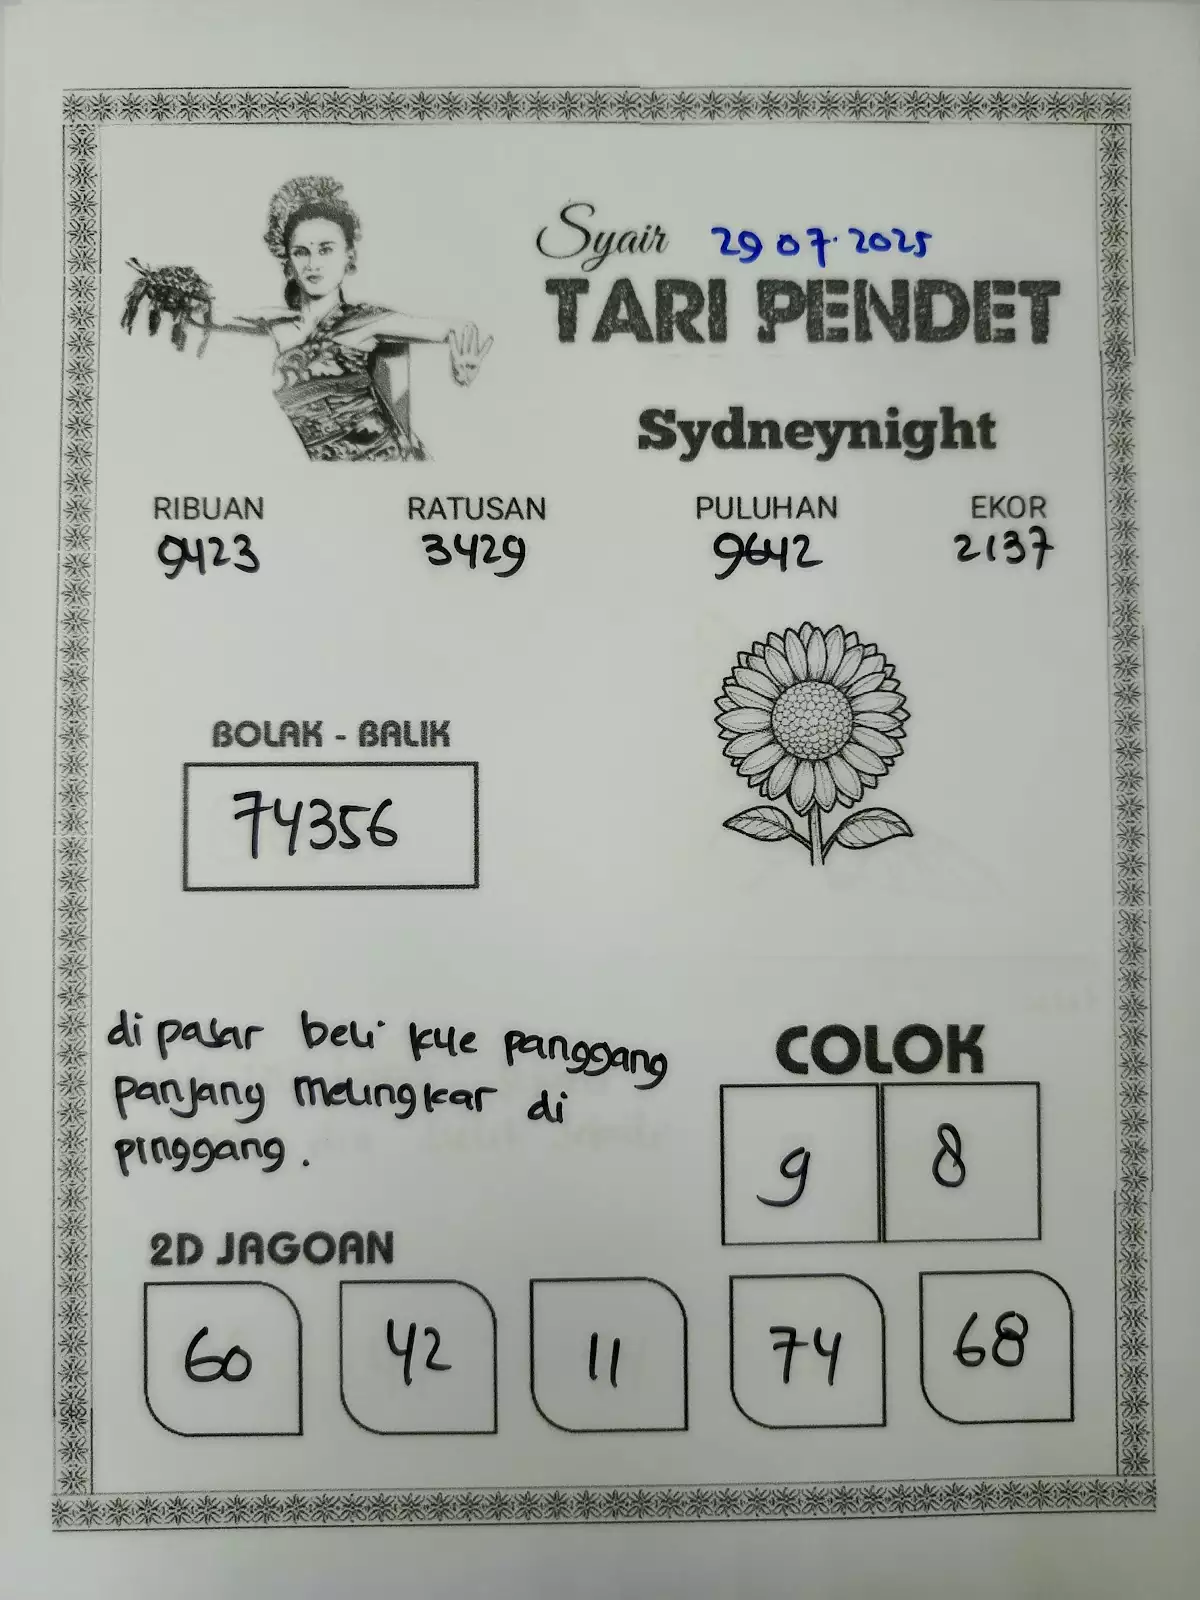 Syair 29 07.2025
TARI PENDET
Sydneynight
RIBUAN RATUSAN PULUHAN EKOR
9423 3429 9642 2137
BOLAK - BALIK
74356
di pasar beli kue panggang
panjang melingkar di
pinggang.
COLOK
9 8
2D JAGOAN
60 42 11 74 68